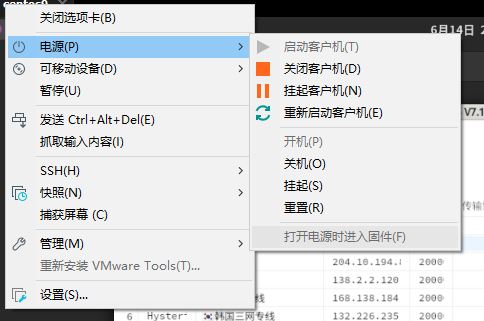 centos9
关闭选项卡(B)
6月14日
电源(P)
可移动设备(D)
暂停(U)
发送 Ctrl+Alt+Del(E)
抓取输入内容(I)
SSH(H)
快照(N)
捕获屏幕 (C)
管理(M)
重新安装 VMware Tools(T)...
设置(S)...
启动客户机(T)
关闭客户机(D)
挂起客户机(N)
重新启动客户机(E)
开机(P)
关机(O)
挂起(S)
重置(R)
打开电源时进入固件(F)
V7.1
传输
204.10.194.8 2000
138.2.2.120 2000
专线 168.138.184 2000
6 Hyster 韩国三网专线 132.226.235 2000